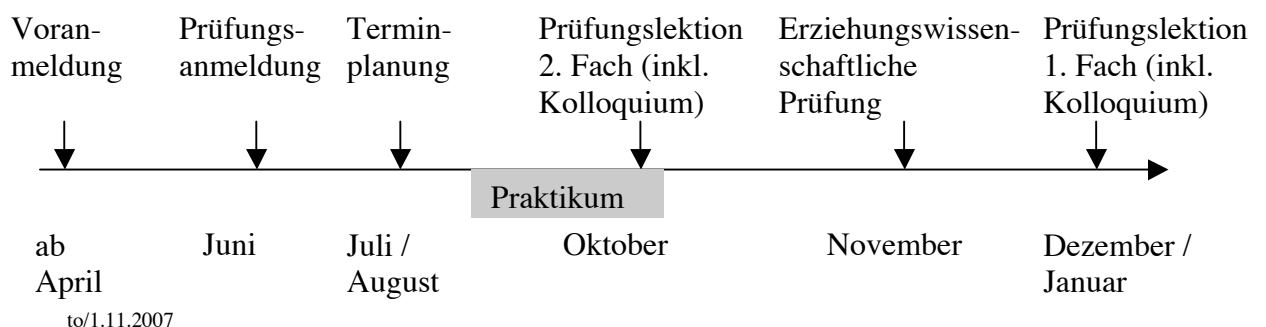 Voran-
meldung
Prüfungs-
anmeldung
Termin-
planung
Prüfungslektion
2. Fach (inkl.
Kolloquium)
Erziehungswissen-
schaftliche
Prüfung
Prüfungslektion
1. Fach (inkl.
Kolloquium)
Praktikum
ab
April
Juni
Juli /
August
Oktober
November
Dezember /
Januar
to/1.11.2007